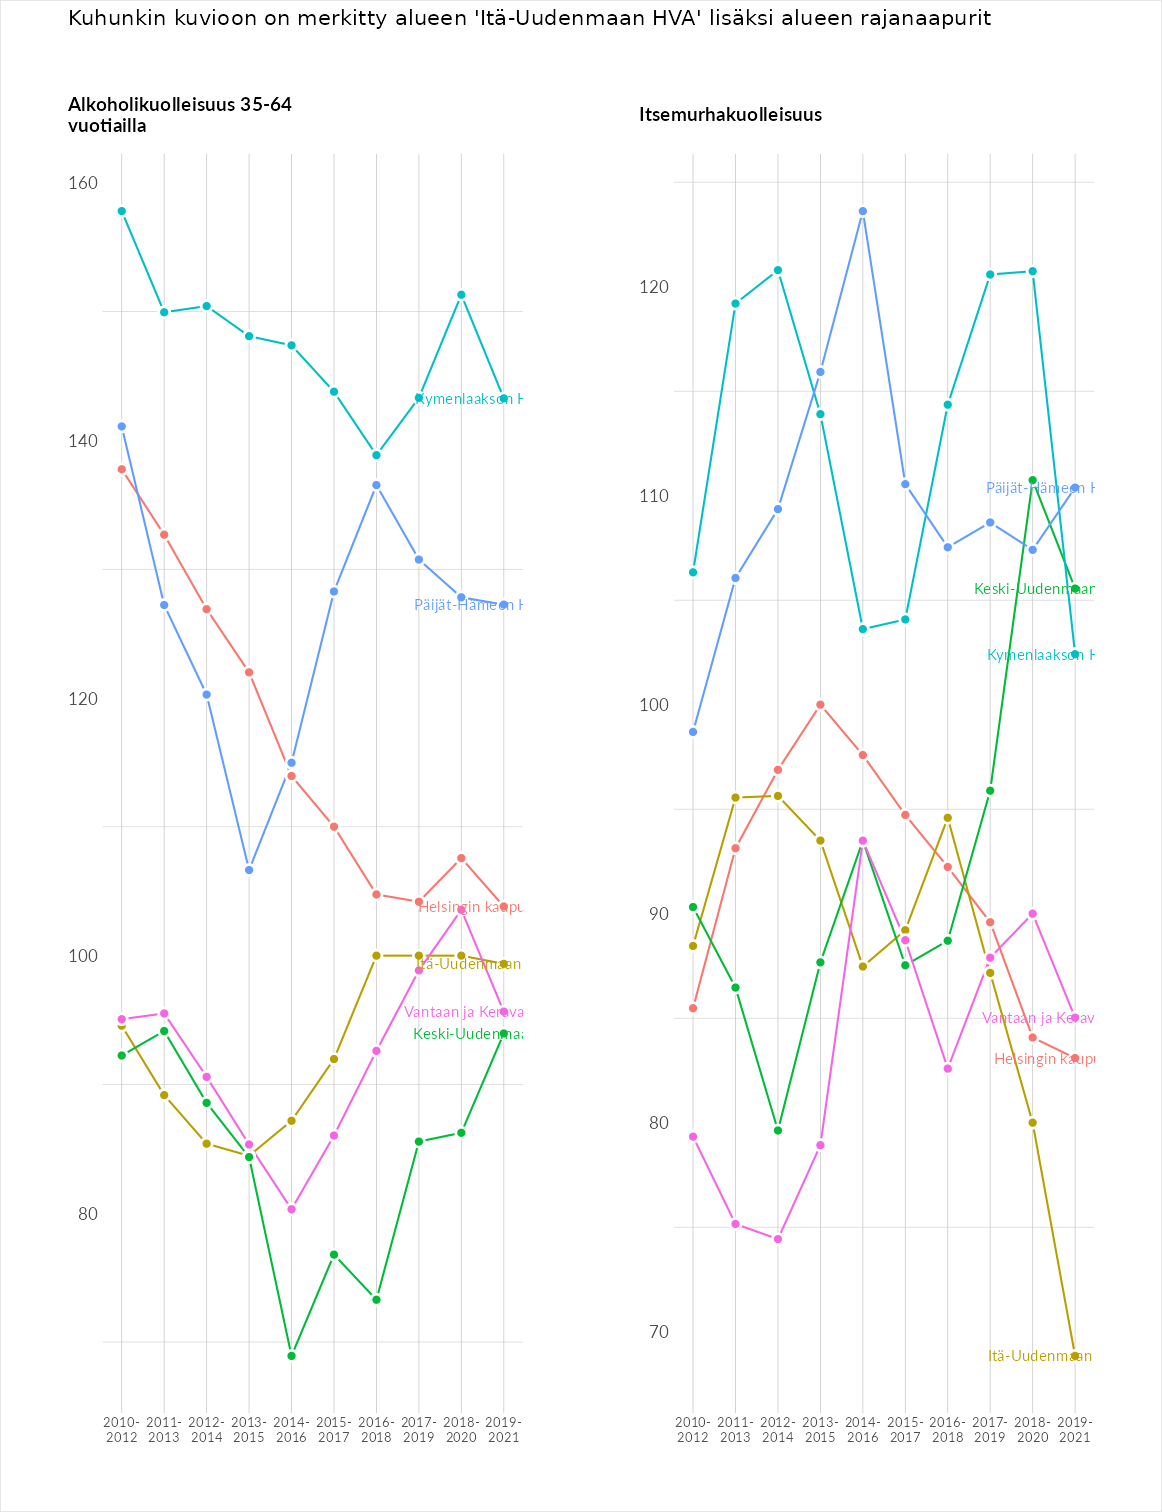 Kuhunkin kuvioon on merkitty alueen 'Itä-Uudenmaan HVA' lisäksi alueen rajanaapurit
Alkoholikuolleisuus 35-64
vuotiailla
160
140
120
100
80
Kymenlaakson H
Päijät-Hämeen H
Helsingin kaupu
Itä-Uudenmaan
Vantaan ja Kerava
Keski-Uudenmaa
2010- 2011- 2012- 2013- 2014- 2015- 2016- 2017- 2018- 2019-
2012 2013 2014 2015 2016 2017 2018 2019 2020 2021
Itsemurhakuolleisuus
120
110
100
90
80
70
Päijät-Hämeen H
Keski-Uudenmaan
Kymenlaakson H
Vantaan ja Kerav
Helsingin kaupu
Itä-Uudenmaan
2010- 2011- 2012- 2013- 2014- 2015- 2016- 2017- 2018- 2019-
2012 2013 2014 2015 2016 2017 2018 2019 2020 2021